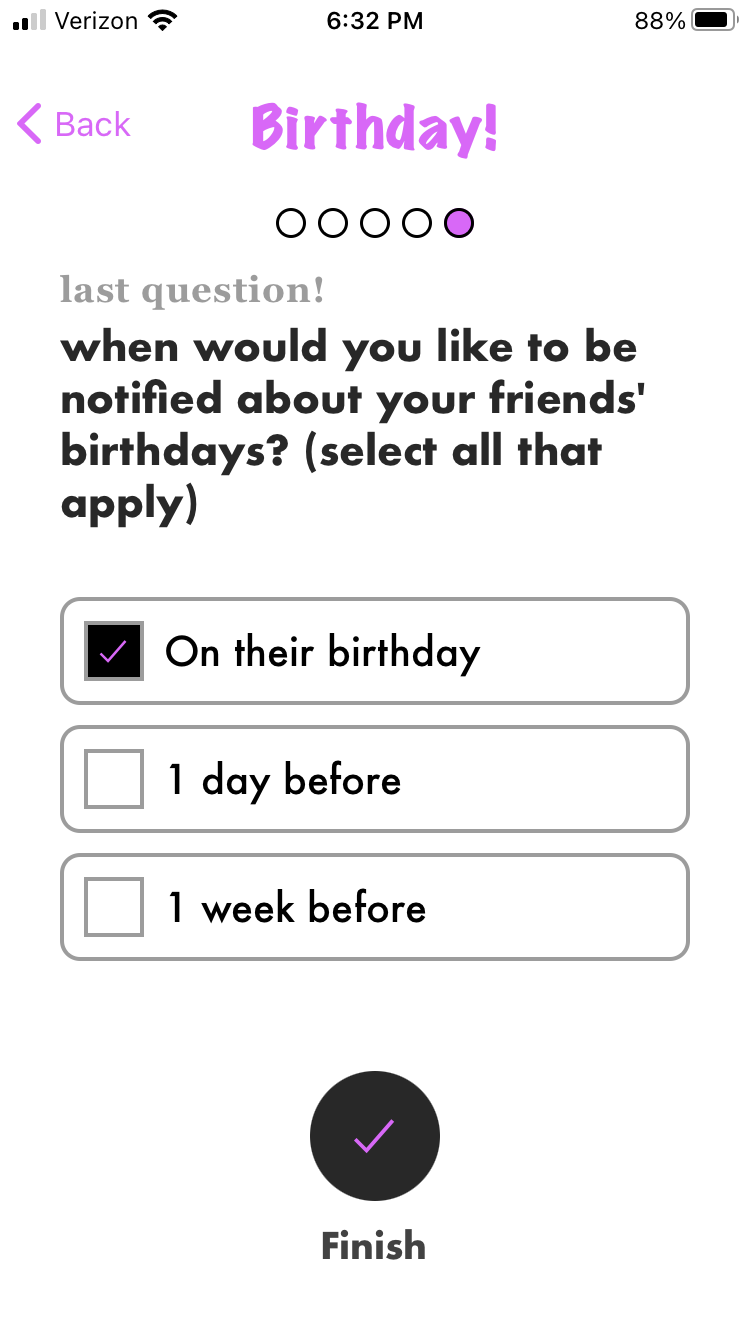 Verizon 6:32 PM 88%
Back Birthday!
last question!
when would you like to be
notified about your friends'
birthdays? (select all that
apply)
On their birthday
1 day before
1 week before
Finish